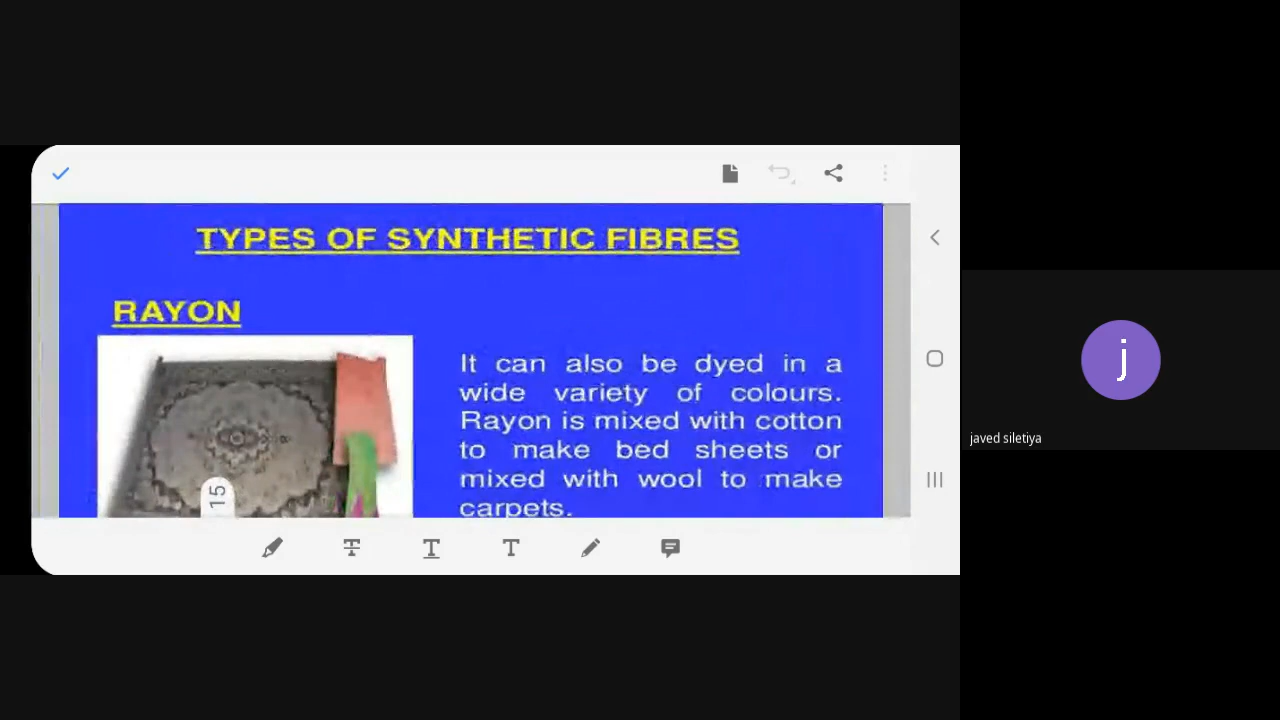 TYPES OF SYNTHETIC FIBRES
RAYON
It can also be dyed in a
wide variety of colours.
Rayon is mixed with cotton
to make bed sheets or
mixed with wool to make
carpets.
15
T
T
T
j
javed siletiya